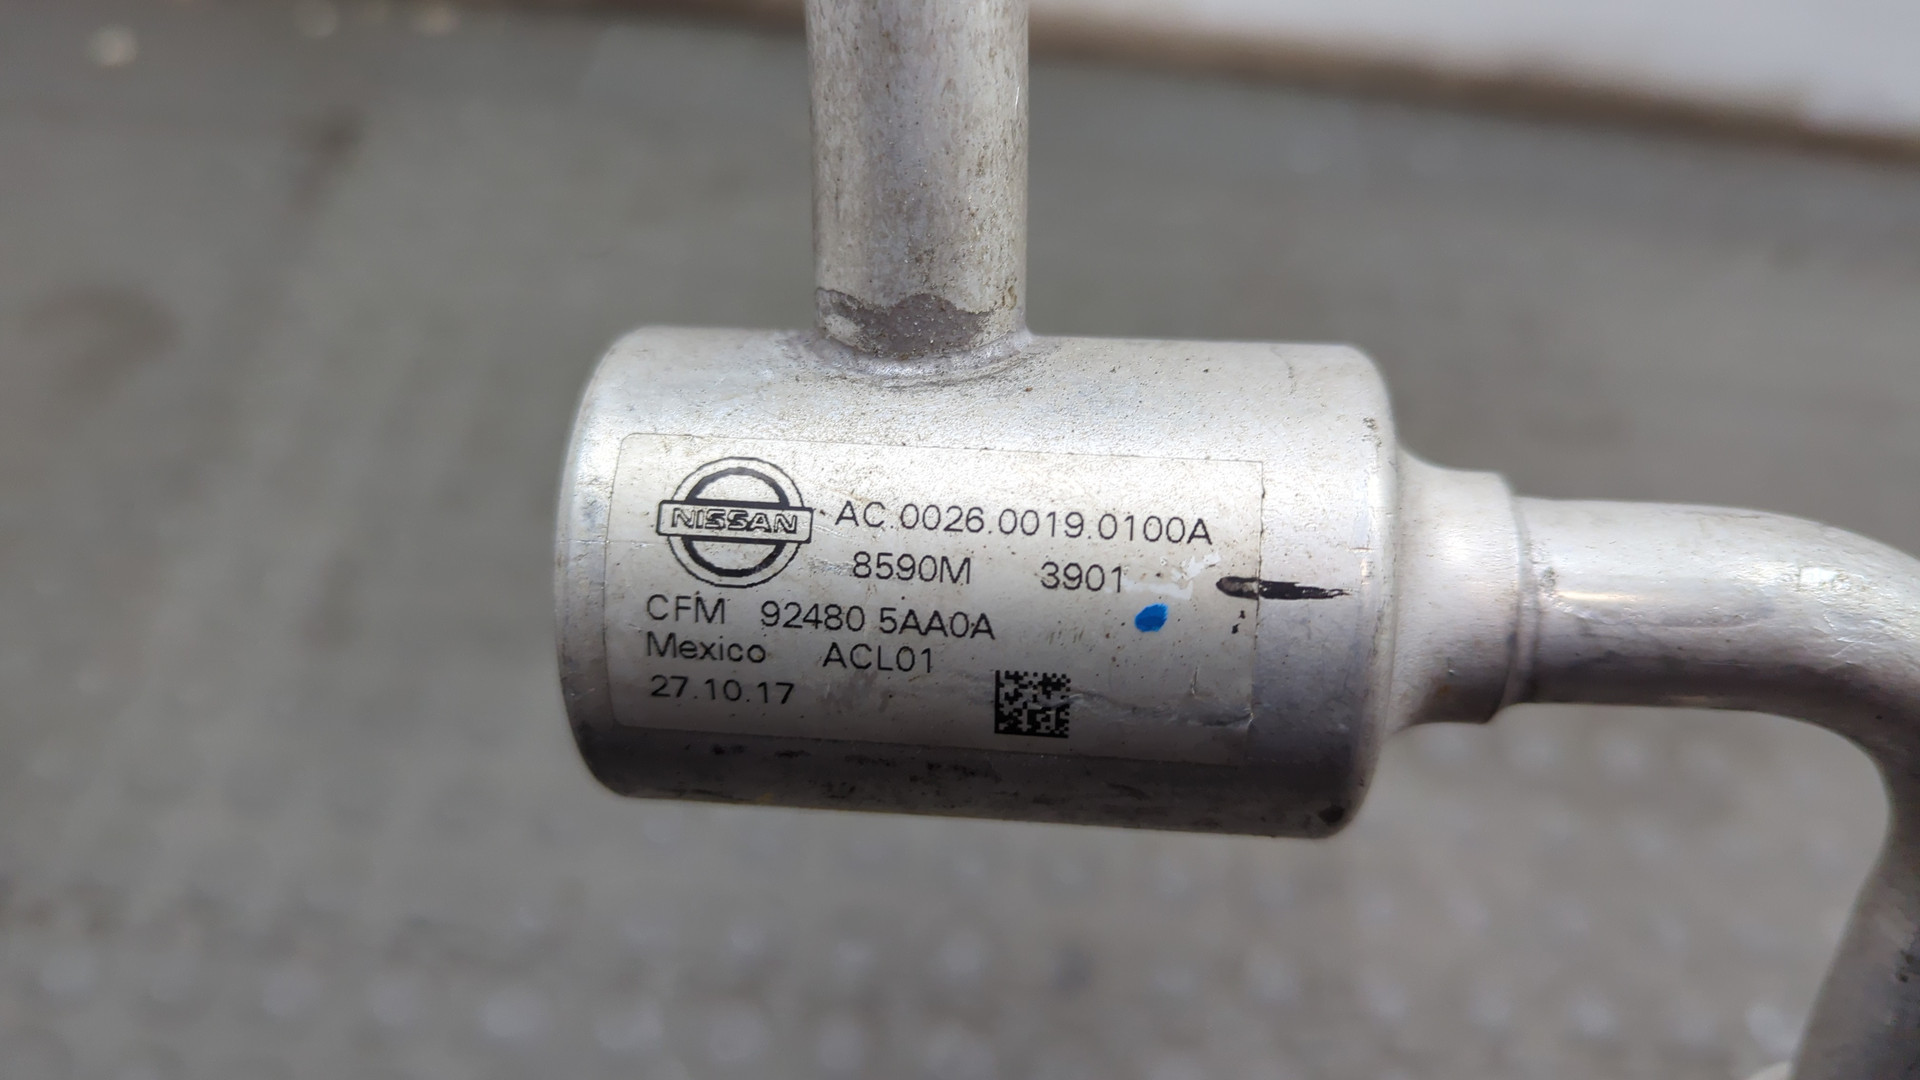 NISSAN AC.0026.0019.0100A
8590M 3901
CFM 92480 5AA0A
Mexico ACL01
27.10.17